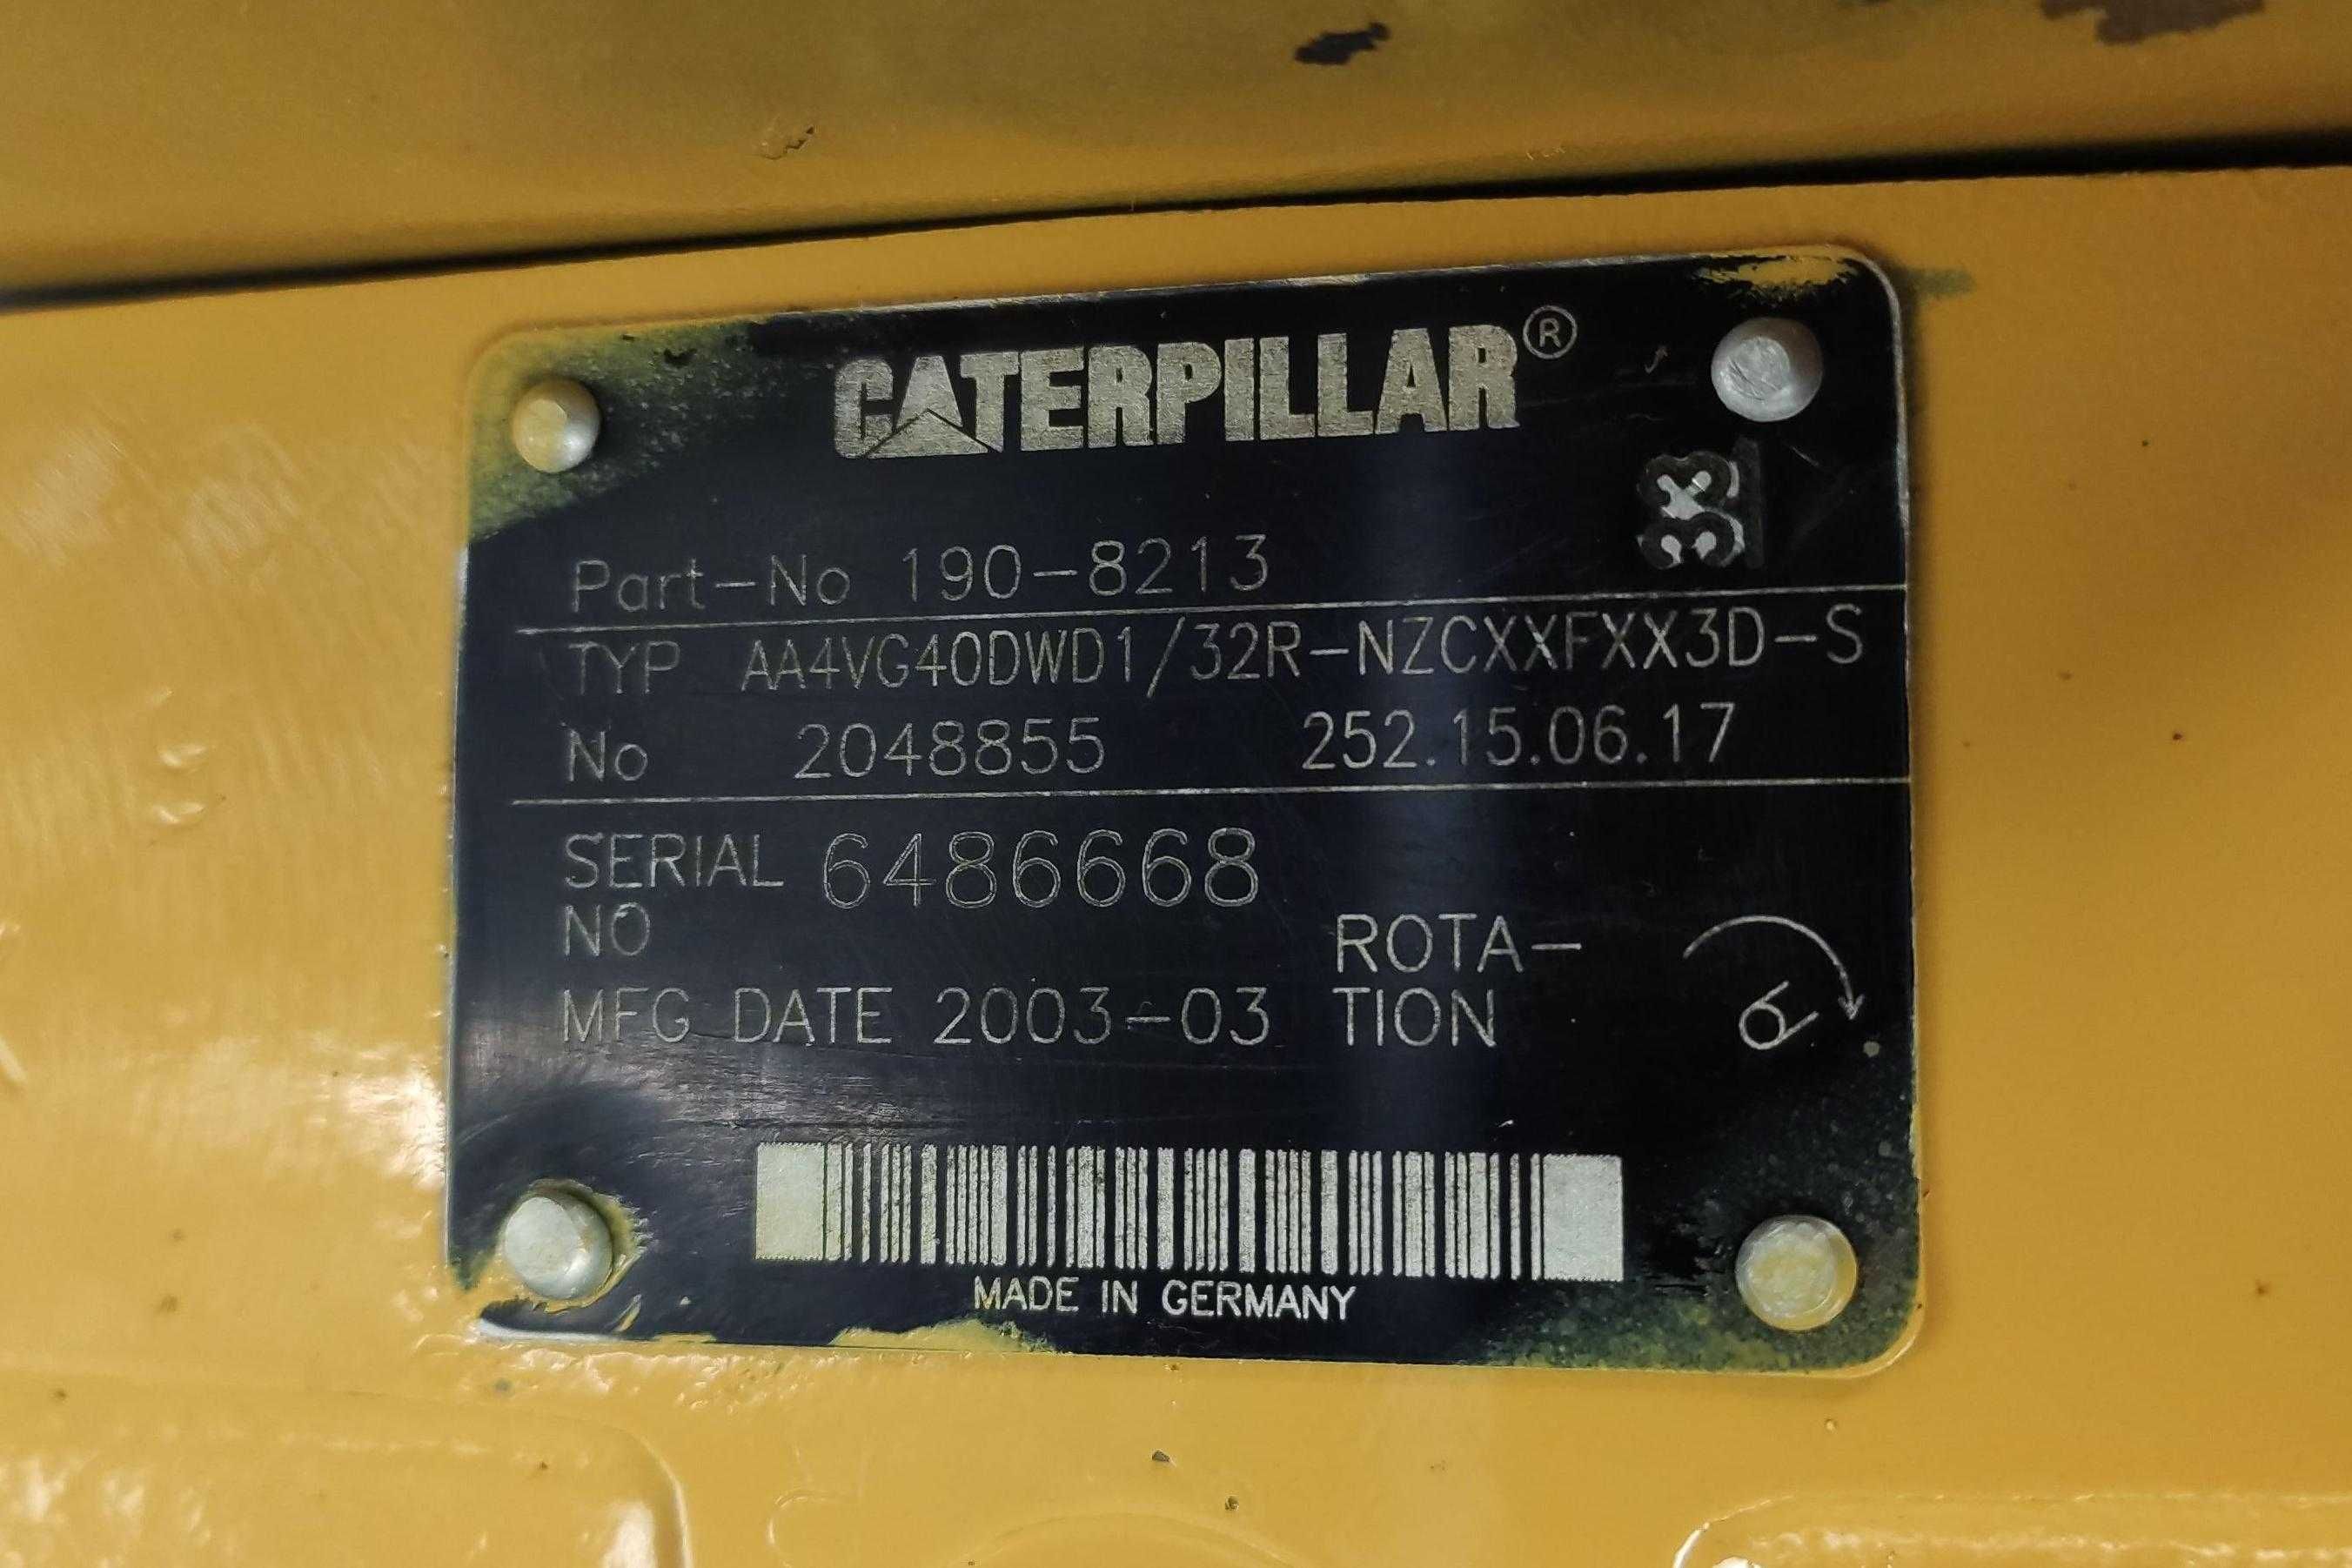 CATERPILLAR®
33
Part-No 190-8213
TYP AA4VG40DWD1/32R-NZCXXFXX3D-S
No 2048855 252.15.06.17
SERIAL NO 6486668
MFG DATE 2003-03
ROTA-
TION
MADE IN GERMANY